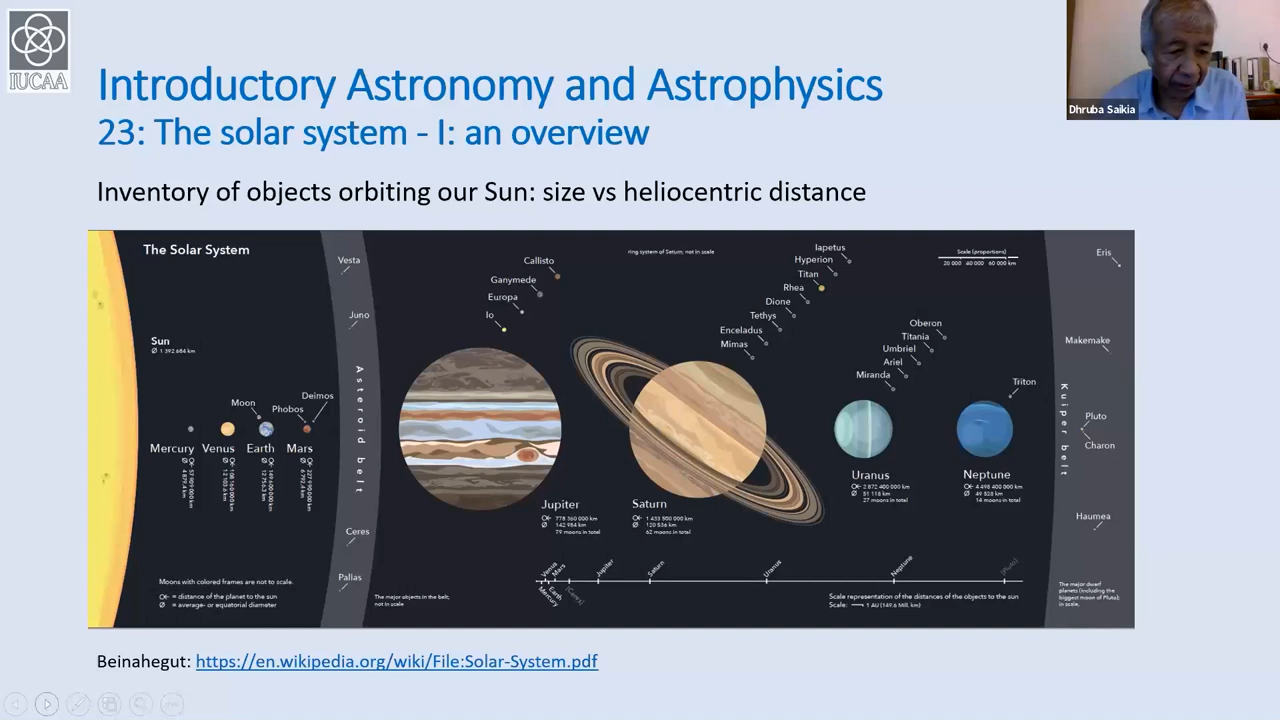 IUCAA
Introductory Astronomy and Astrophysics
23: The solar system - I: an overview
Dhruba Saikia
Inventory of objects orbiting our Sun: size vs heliocentric distance
The Solar System
Sun
Ø 1 392 684 km
Mercury
Venus
Moon
Earth
Phobos
Deimos
Mars
Moons with colored frames are not to scale.
= distance of the planet to the sun
Ø = average- or equatorial diameter
Asteroid belt
Vesta
Juno
Ceres
Pallas
The major objects in the belt;
not in scale
Callisto
Ganymede
Europa
Io
Jupiter
778 360 000 km
Ø 142 984 km
79 moons in total
ring system of Saturn; not in scale
Iapetus
Hyperion
Titan
Rhea
Dione
Tethys
Enceladus
Mimas
Saturn
1 433 500 000 km
Ø 120 536 km
62 moons in total
Scale (proportions)
20 000 40 000 60 000 km
Oberon
Titania
Umbriel
Ariel
Miranda
Uranus
2 872 400 000 km
Ø 51 118 km
27 moons in total
Triton
Neptune
4 498 400 000 km
Ø 49 528 km
14 moons in total
Venus
Mars
Jupiter
Saturn
Uranus
Neptune
(Pluto)
Mercury
Earth
(Ceres)
Scale representation of the distances of the objects to the sun
Scale: 1 AU (149.6 Mill. km)
Kuiper belt
Eris
Makemake
Pluto
Charon
Haumea
The major dwarf
planets (including the
biggest moon of Pluto);
in scale,
Beinahegut: https://en.wikipedia.org/wiki/File:Solar-System.pdf